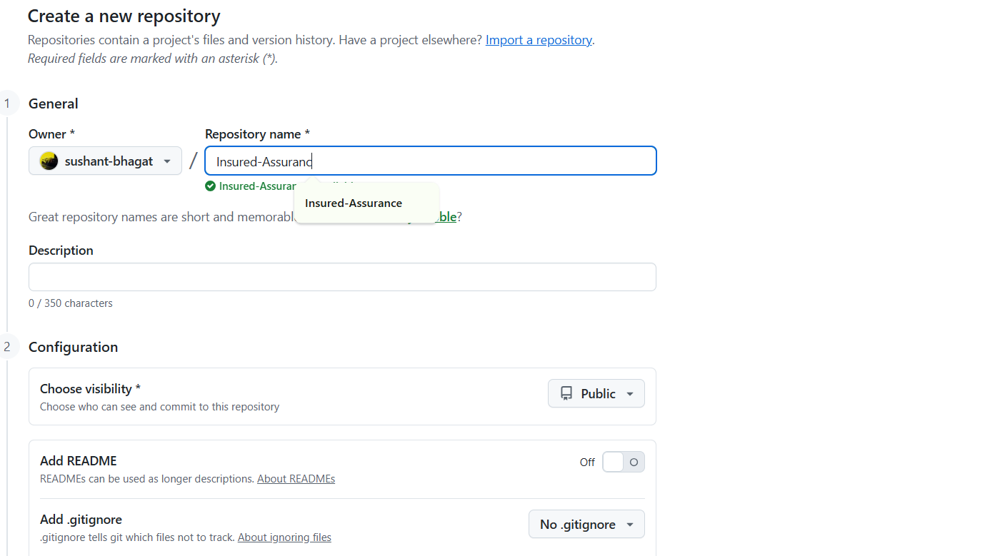 Create a new repository
Repositories contain a project's files and version history. Have a project elsewhere? Import a repository.
Required fields are marked with an asterisk (*).
1 General
Owner * Repository name *
sushant-bhagat / Insured-Assuranc
Insured-Assuran
Insured-Assurance
Great repository names are short and memorabl ble?
Description
0 / 350 characters
2 Configuration
Choose visibility * Public
Choose who can see and commit to this repository
Add README Off
READMEs can be used as longer descriptions. About READMEs
Add .gitignore No .gitignore
.gitignore tells git which files not to track. About ignoring files